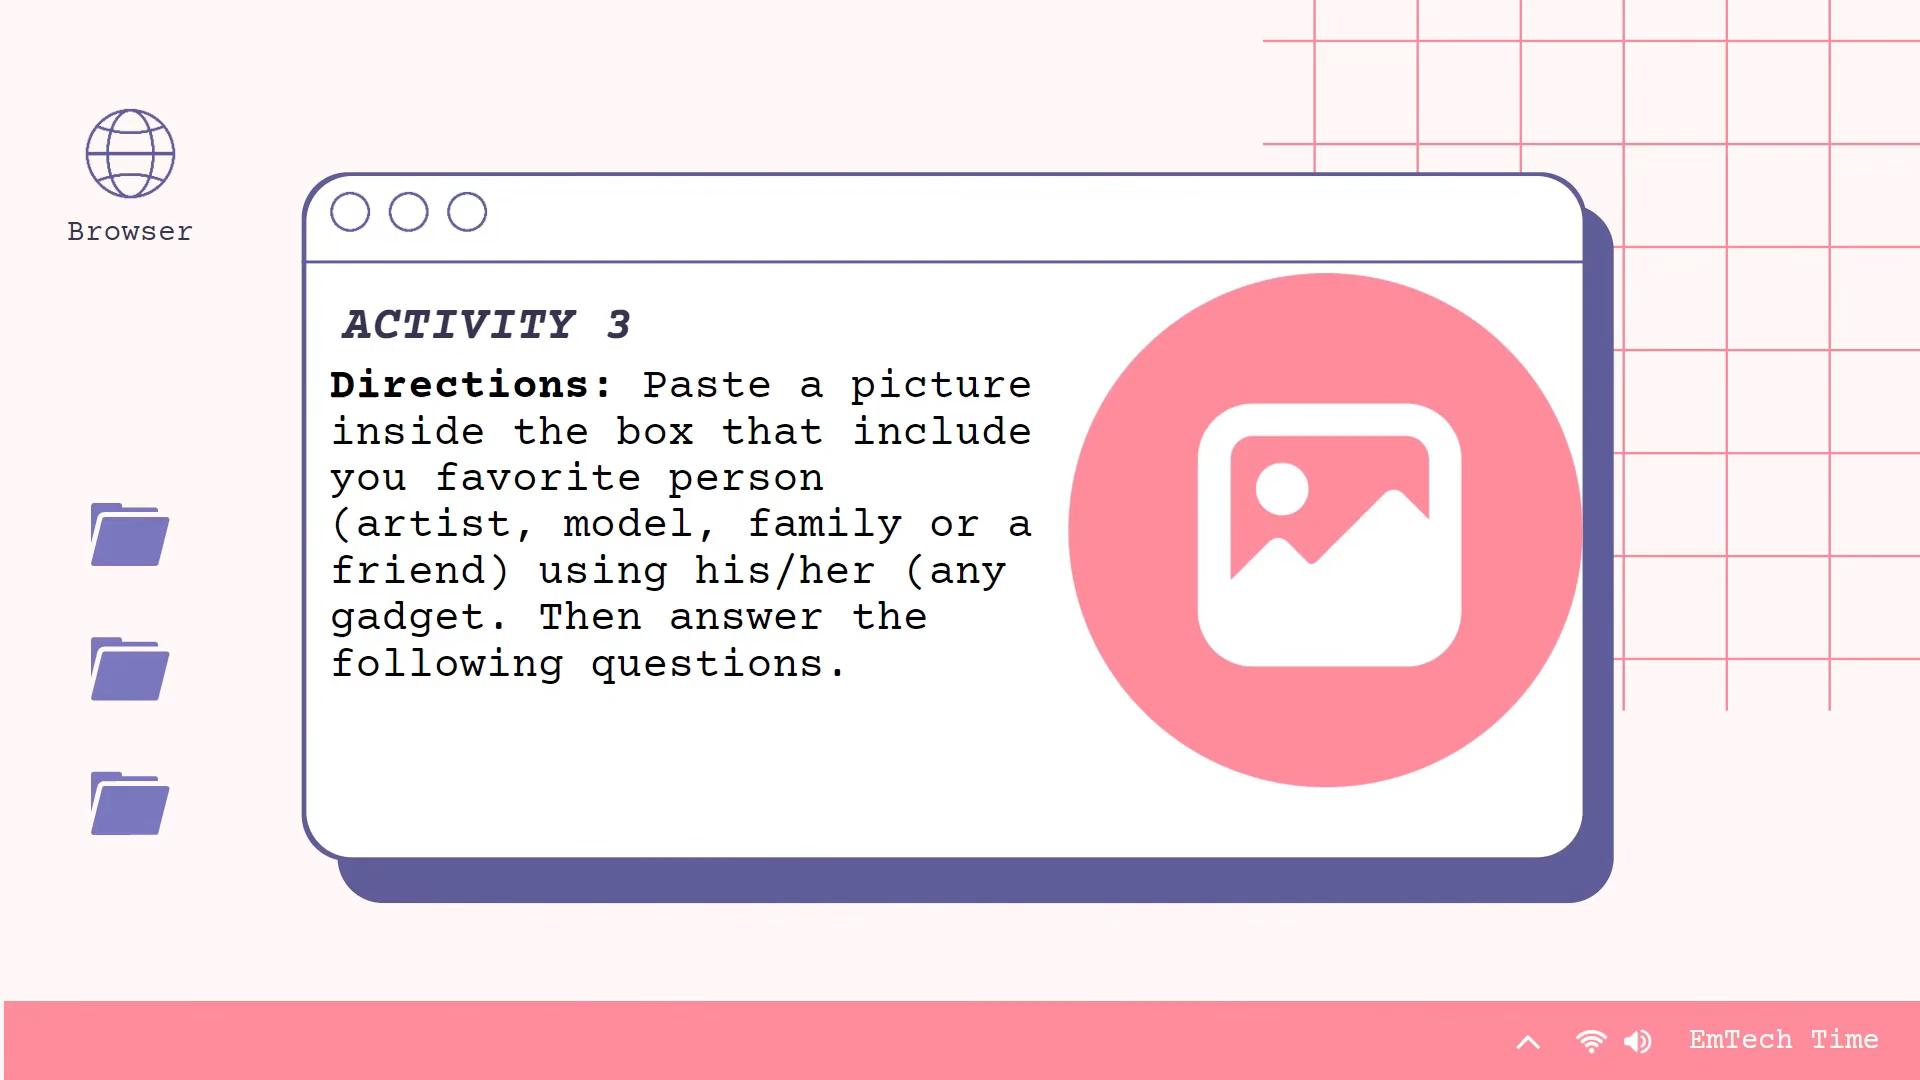 Browser
ACTIVITY 3
Directions: Paste a picture
inside the box that include
you favorite person
(artist, model, family or a
friend) using his/her (any
gadget. Then answer the
following questions.
EmTech Time